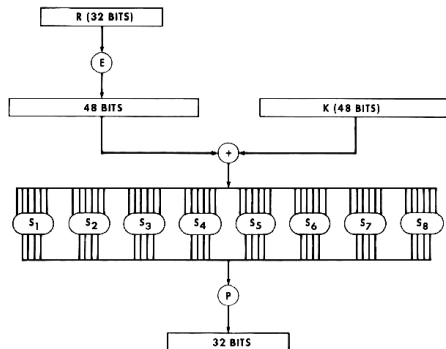 R (32 BITS)
E
48 BITS
K (48 BITS)
+
S1 S2 S3 S4 S5 S6 S7 S8
P
32 BITS